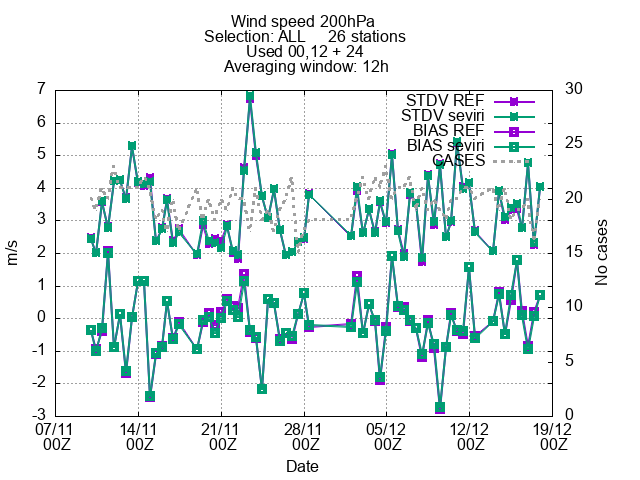 Wind speed 200hPa
Selection: ALL     26 stations
Used 00,12 + 24
Averaging window: 12h
STDV REF
STDV seviri
BIAS REF
BIAS seviri
CASES
7
6
5
4
3
2
1
0
-1
-2
-3
m/s
30
25
20
15
10
5
0
No cases
07/11 14/11 21/11 28/11 05/12 12/12 19/12
00Z 00Z 00Z 00Z 00Z 00Z 00Z
Date